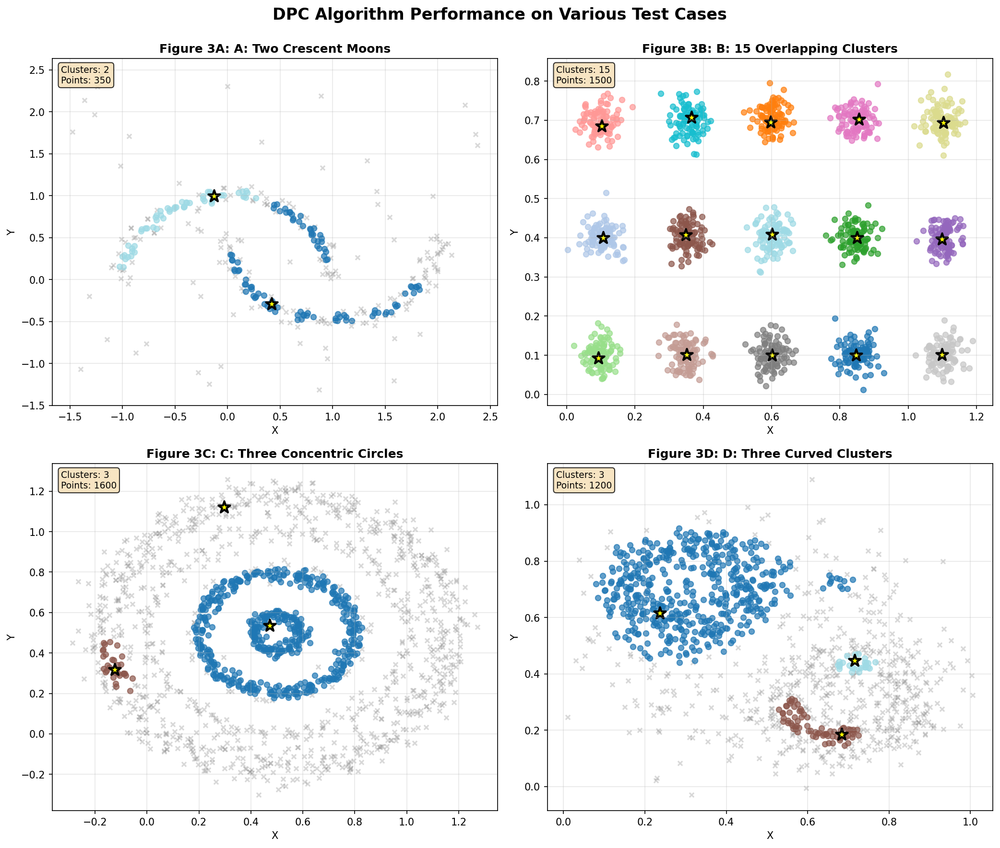 DPC Algorithm Performance on Various Test Cases
Figure 3A: A: Two Crescent Moons
Clusters: 2
Points: 350
2.5
2.0
1.5
1.0
0.5
0.0
−0.5
−1.0
−1.5
Y
−1.5 −1.0 −0.5 0.0 0.5 1.0 1.5 2.0 2.5
X
Figure 3B: B: 15 Overlapping Clusters
Clusters: 15
Points: 1500
0.8
0.7
0.6
0.5
0.4
0.3
0.2
0.1
0.0
Y
0.0 0.2 0.4 0.6 0.8 1.0 1.2
X
Figure 3C: C: Three Concentric Circles
Clusters: 3
Points: 1600
1.2
1.0
0.8
0.6
0.4
0.2
0.0
−0.2
Y
−0.2 0.0 0.2 0.4 0.6 0.8 1.0 1.2
X
Figure 3D: D: Three Curved Clusters
Clusters: 3
Points: 1200
1.0
0.8
0.6
0.4
0.2
0.0
Y
0.0 0.2 0.4 0.6 0.8 1.0
X